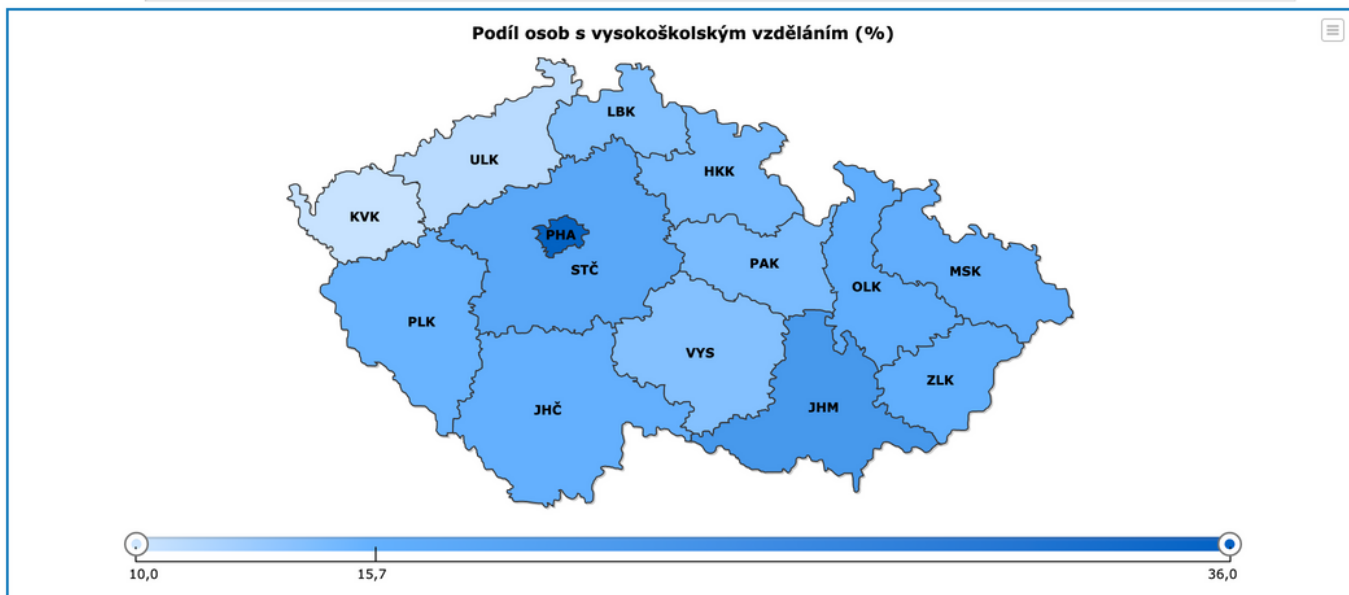 Podíl osob s vysokoškolským vzděláním (%)
LBK
ULK
HKK
KVK
PHA
PAK
STČ
MSK
OLK
PLK
VYS
ZLK
JHČ
JHM
10,0
15,7
36,0